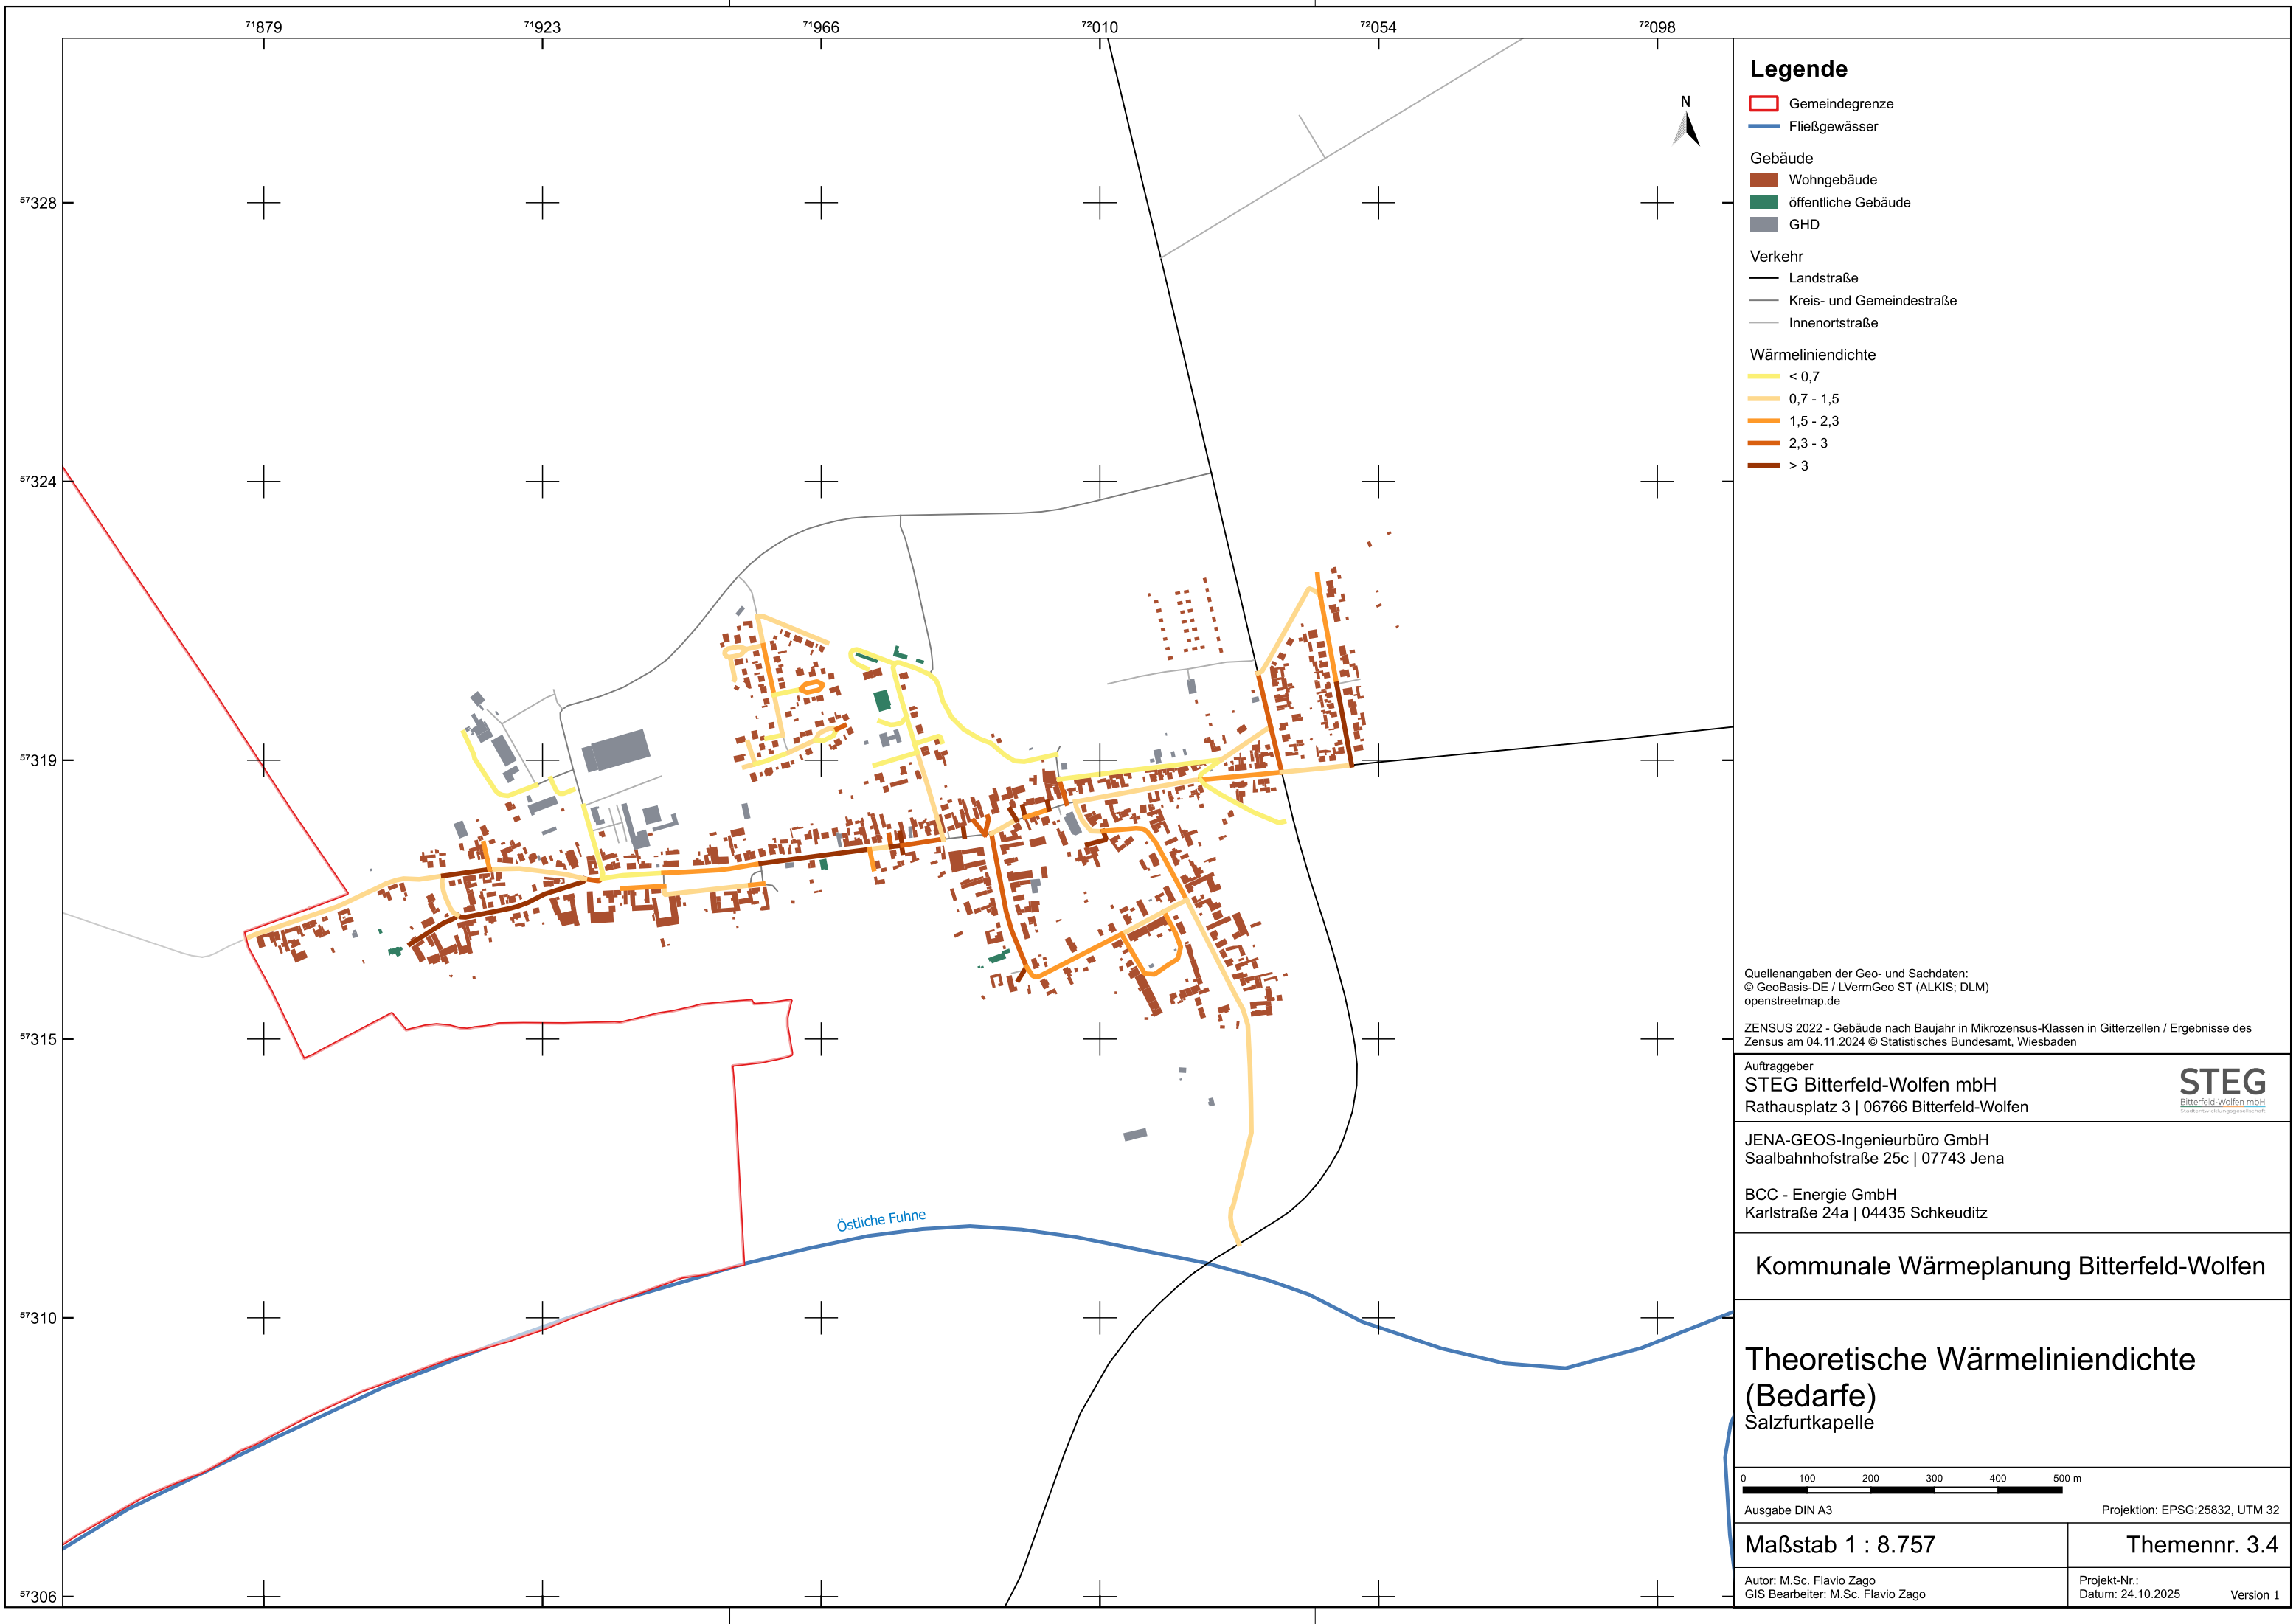 ⁷¹879 ⁷¹923 ⁷¹966 ⁷²010 ⁷²054 ⁷²098
⁵⁷328
⁵⁷324
⁵⁷319
⁵⁷315
⁵⁷310
⁵⁷306
N
Östliche Fuhne
Legende
Gemeindegrenze
Fließgewässer
Gebäude
Wohngebäude
öffentliche Gebäude
GHD
Verkehr
Landstraße
Kreis- und Gemeindestraße
Innenortstraße
Wärmeliniendichte
< 0,7
0,7 - 1,5
1,5 - 2,3
2,3 - 3
> 3
Quellenangaben der Geo- und Sachdaten:
© GeoBasis-DE / LVermGeo ST (ALKIS; DLM)
openstreetmap.de
ZENSUS 2022 - Gebäude nach Baujahr in Mikrozensus-Klassen in Gitterzellen / Ergebnisse des
Zensus am 04.11.2024 © Statistisches Bundesamt, Wiesbaden
Auftraggeber
STEG Bitterfeld-Wolfen mbH
Rathausplatz 3 | 06766 Bitterfeld-Wolfen
STEG
Bitterfeld-Wolfen mbH
Stadtentwicklungsgesellschaft
JENA-GEOS-Ingenieurbüro GmbH
Saalbahnhofstraße 25c | 07743 Jena
BCC - Energie GmbH
Karlstraße 24a | 04435 Schkeuditz
Kommunale Wärmeplanung Bitterfeld-Wolfen
Theoretische Wärmeliniendichte
(Bedarfe)
Salzfurtkapelle
0 100 200 300 400 500 m
Ausgabe DIN A3 Projektion: EPSG:25832, UTM 32
Maßstab 1 : 8.757 Themennr. 3.4
Autor: M.Sc. Flavio Zago Projekt-Nr.:
GIS Bearbeiter: M.Sc. Flavio Zago Datum: 24.10.2025 Version 1